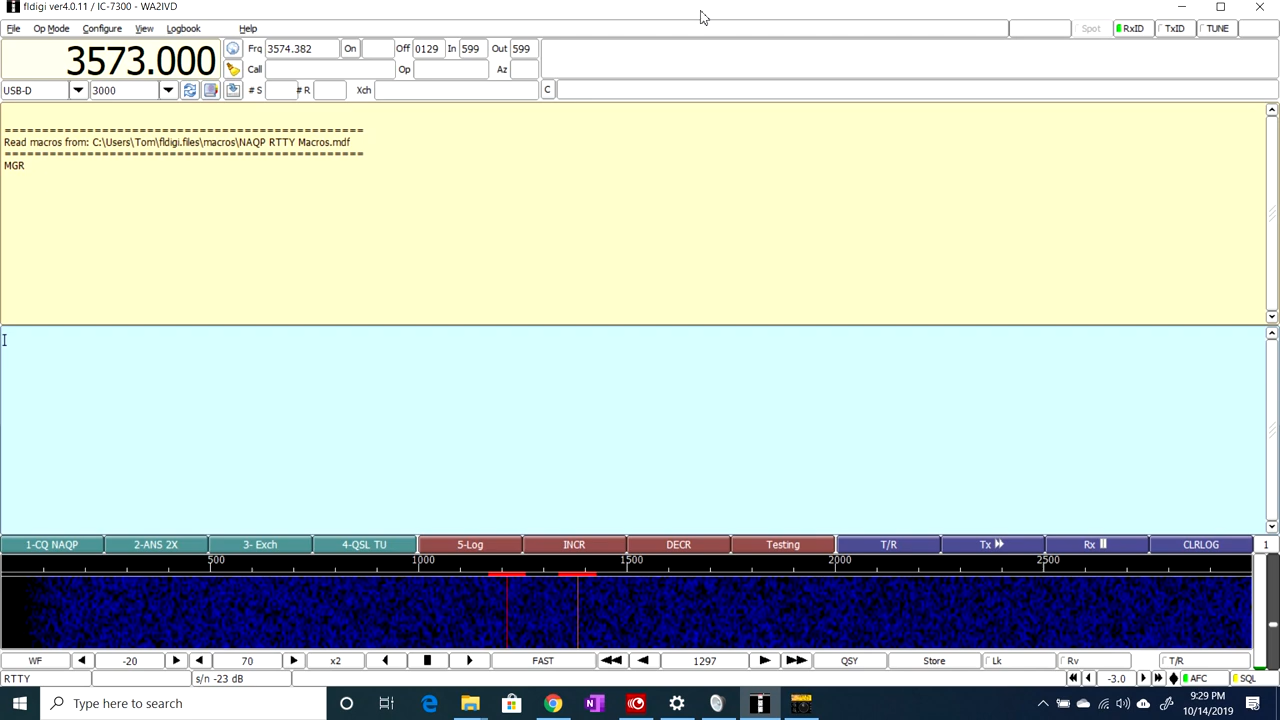 fldigi ver4.0.11 / IC-7300 - WA2IVD
File Op Mode Configure View Logbook Help Spot RxID TxID TUNE
3573.000 Frq 3574.382 On Off 0129 In 599 Out 599
Call Op Az
USB-D 3000 # S # R Xch C
================================================
Read macros from: C:\Users\Tom\fldigi.files\macros\NAQP RTTY Macros.mdf
================================================
MGR
1-CQ NAQP 2-ANS 2X 3- Exch 4-QSL TU 5-Log INCR DECR Testing T/R Tx Rx CLRLOG 1
500 1000 1500 2000 2500
WF -20 70 x2 FAST 1297 QSY Store Lk Rv T/R
RTTY s/n -23 dB -3.0 AFC SQL
Type here to search 9:29 PM
10/14/2019